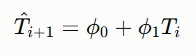 T̂ᵢ₊₁ = ϕ₀ + ϕ₁Tᵢ